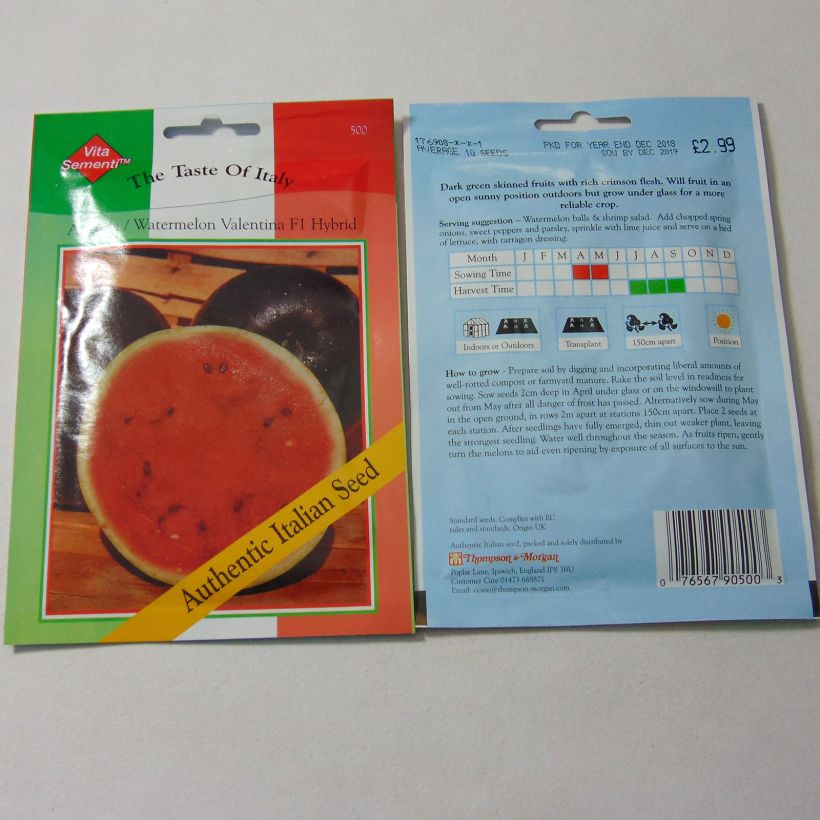 500
Vita
Sementi™
The Taste Of Italy
/ Watermelon Valentina F1 Hybrid
Authentic Italian Seed
176908-*-*-1
AVERAGE 10 SEEDS
PKD FOR YEAR END DEC 2018
SOW BY DEC 2019
£2.99
Dark green skinned fruits with rich crimson flesh. Will fruit in an
open sunny position outdoors but grow under glass for a more
reliable crop.
Serving suggestion – Watermelon balls & shrimp salad. Add chopped spring
onions, sweet peppers and parsley, sprinkle with lime juice and serve on a bed
of lettuce, with tarragon dressing.
Month J F M A M J J A S O N D
Sowing Time
Harvest Time
Indoors or Outdoors
Transplant
150cm apart
Position
How to grow - Prepare soil by digging and incorporating liberal amounts of
well-rotted compost or farmyard manure. Rake the soil level in readiness for
sowing. Sow seeds 2cm deep in April under glass or on the windowsill to plant
out from May after all danger of frost has passed. Alternatively sow during May
in the open ground, in rows 2m apart at stations 150cm apart. Place 2 seeds at
each station. After seedlings have fully emerged, thin out weaker plant, leaving
the strongest seedling. Water well throughout the season. As fruits ripen, gently
turn the melons to aid even ripening by exposure of all surfaces to the sun.
Standard seeds. Complies with EC
rules and standards. Origin UK
Authentic Italian seed, packed and solely distributed by
Thompson & Morgan
Poplar Lane, Ipswich, England IP8 3BU
Customer Care 01473 688821
Email: ccare@thompson-morgan.com
0 76567 90500 3